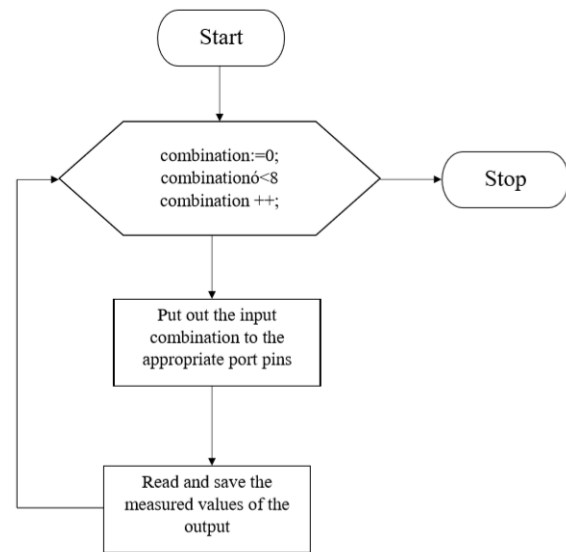 Start
combination:=0;
combinationó<8
combination ++;
Stop
Put out the input
combination to the
appropriate port pins
Read and save the
measured values of the
output